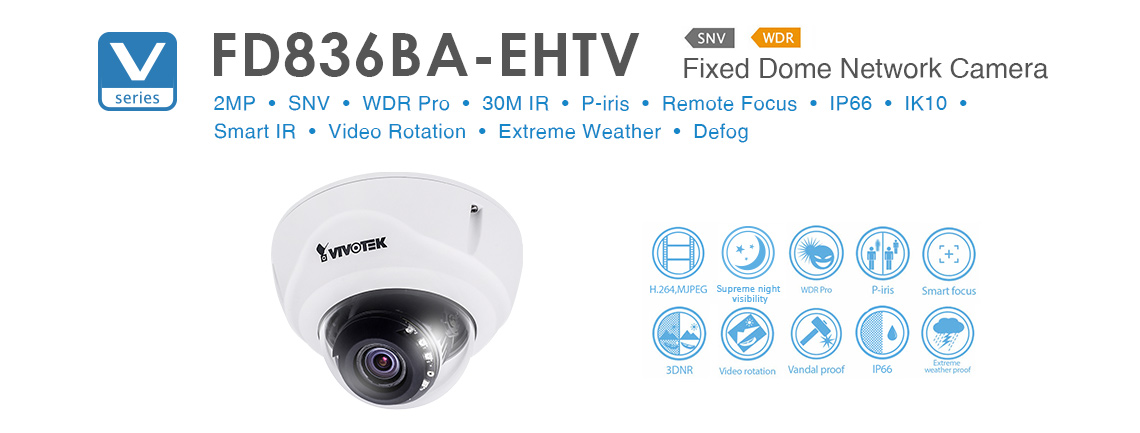 V
series
FD836BA-EHTV
SNV
WDR
Fixed Dome Network Camera
2MP • SNV • WDR Pro • 30M IR • P-iris • Remote Focus • IP66 • IK10 •
Smart IR • Video Rotation • Extreme Weather • Defog
VIVOTEK
H.264,MJPEG
Supreme night
visibility
WDR Pro
P-iris
Smart focus
3DNR
Video rotation
Vandal proof
IP66
Extreme
weather proof